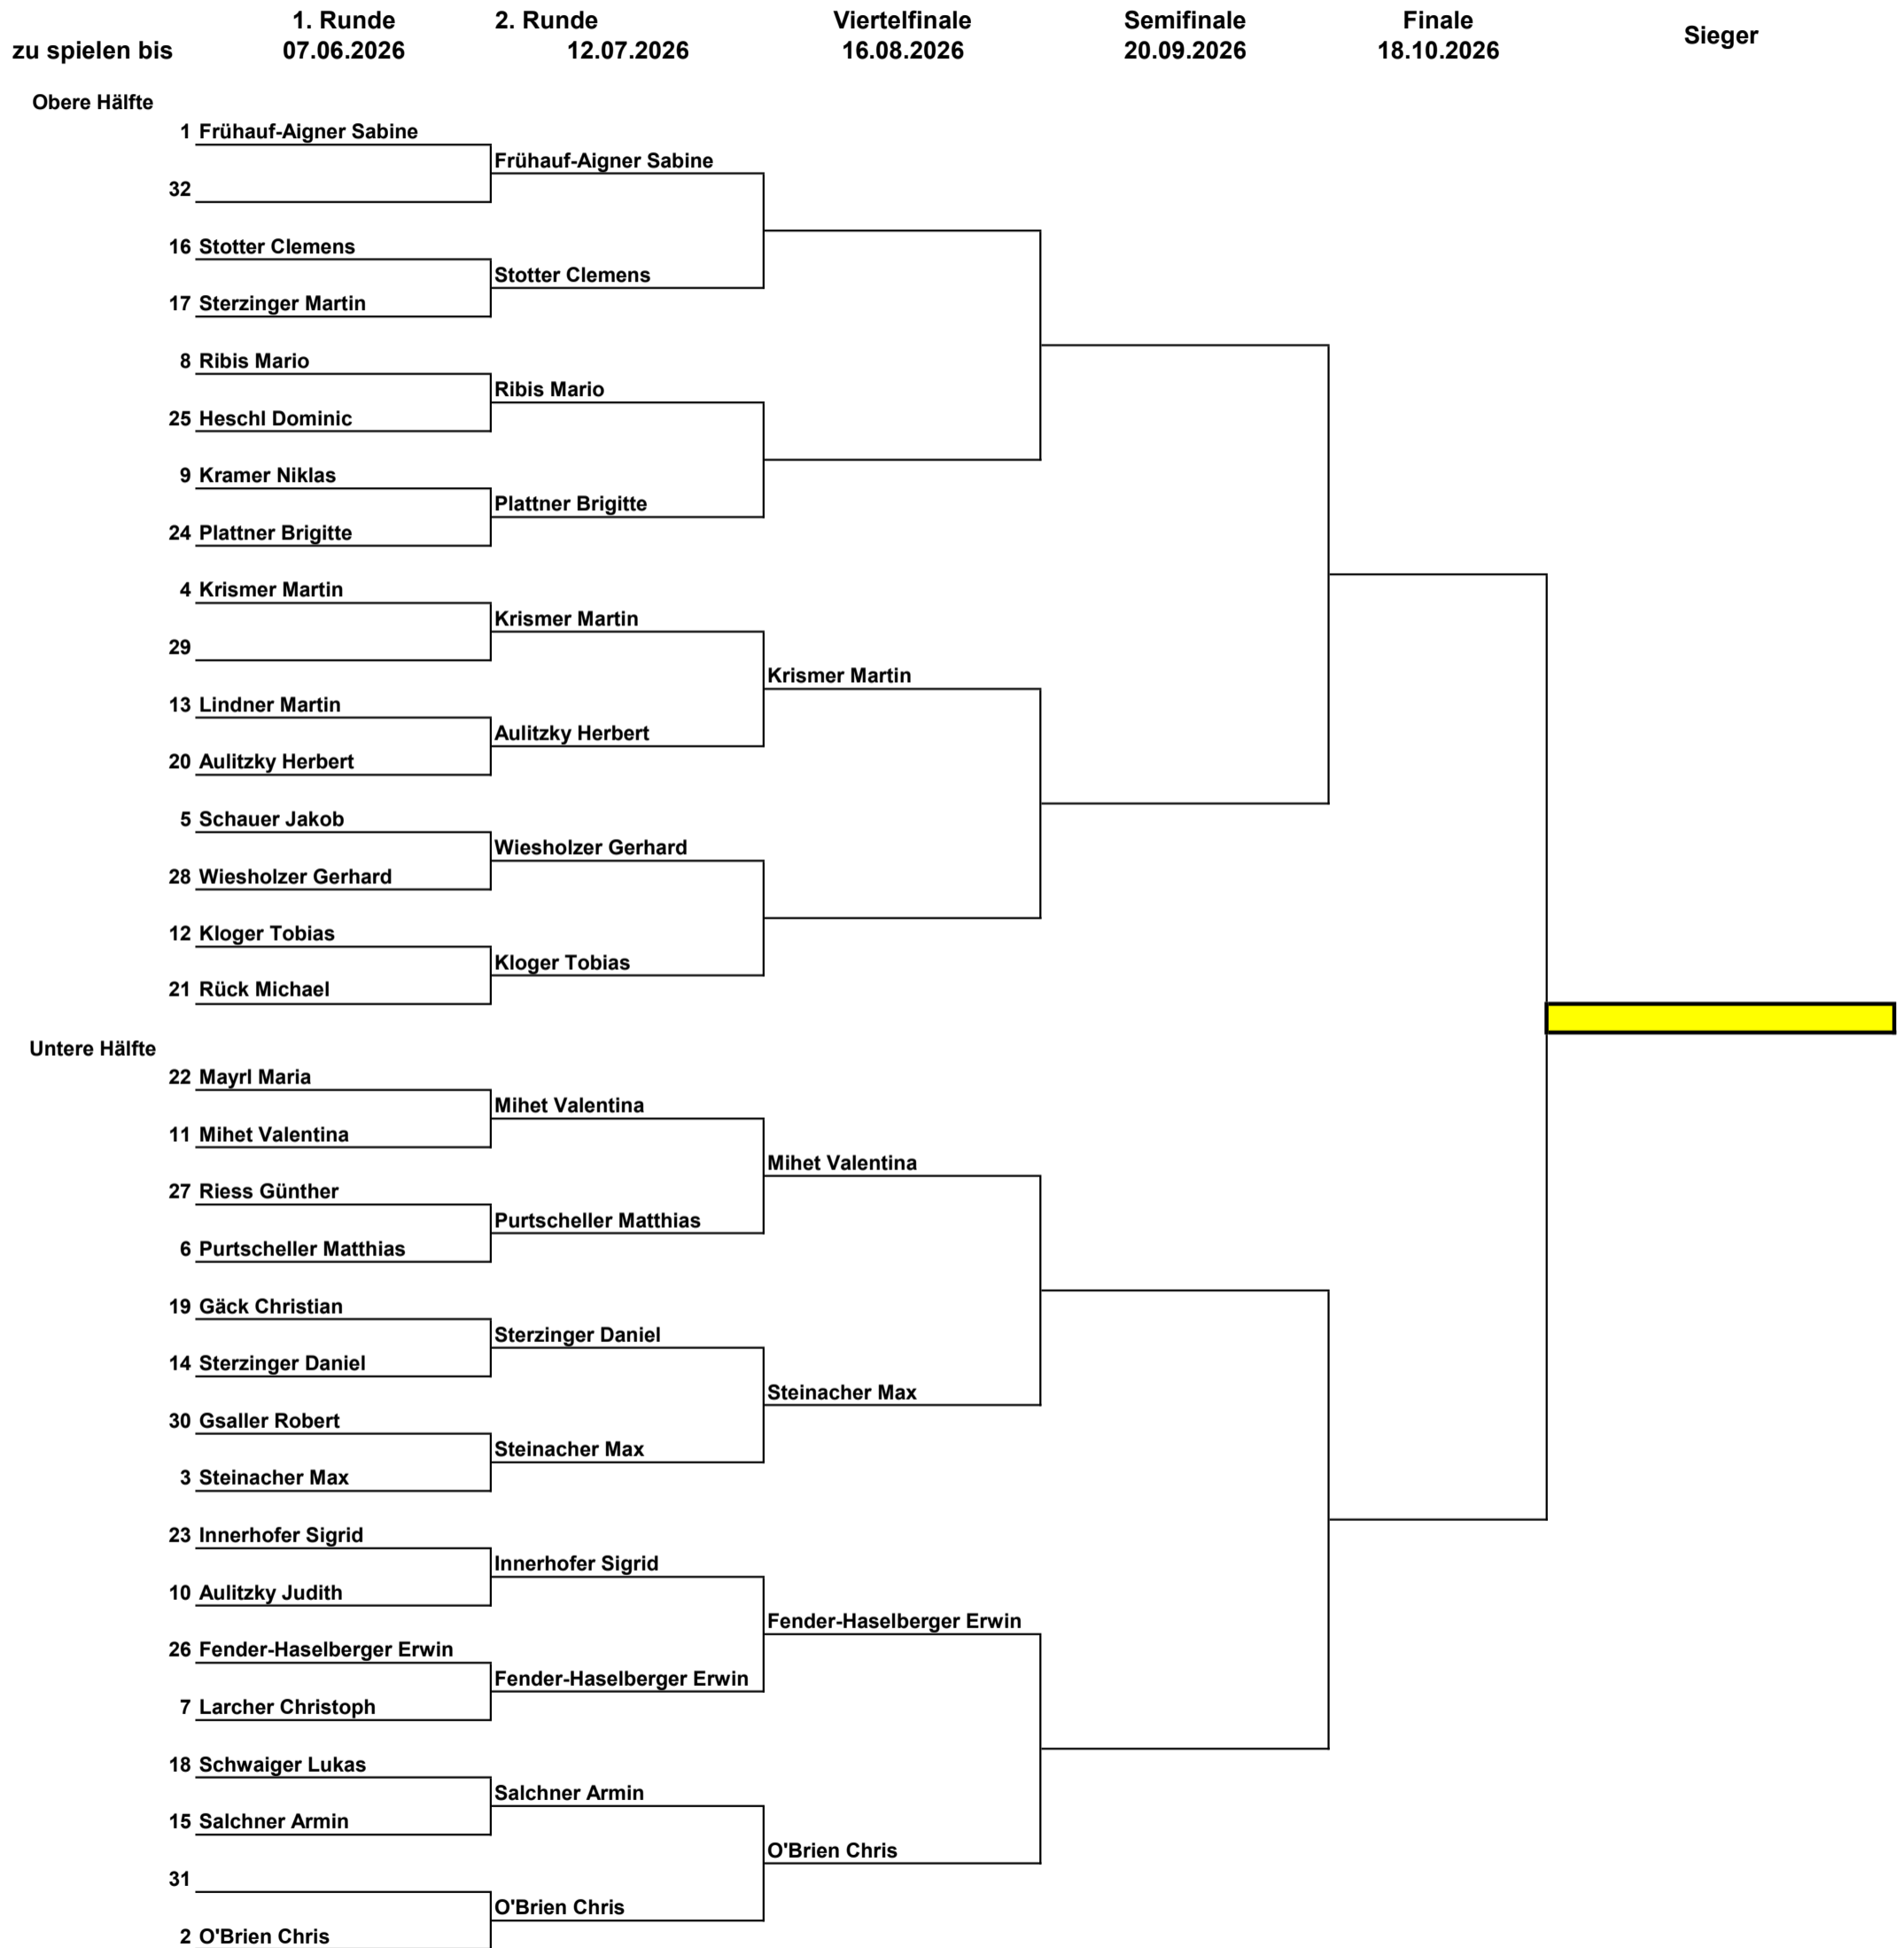 1. Runde 2. Runde Viertelfinale Semifinale Finale Sieger
zu spielen bis 07.06.2026 12.07.2026 16.08.2026 20.09.2026 18.10.2026
Obere Hälfte
1 Frühauf-Aigner Sabine
Frühauf-Aigner Sabine
32
16 Stotter Clemens
Stotter Clemens
17 Sterzinger Martin
8 Ribis Mario
Ribis Mario
25 Heschl Dominic
9 Kramer Niklas
Plattner Brigitte
24 Plattner Brigitte
4 Krismer Martin
Krismer Martin
29
Krismer Martin
13 Lindner Martin
Aulitzky Herbert
20 Aulitzky Herbert
5 Schauer Jakob
Wiesholzer Gerhard
28 Wiesholzer Gerhard
12 Kloger Tobias
Kloger Tobias
21 Rück Michael
Untere Hälfte
22 Mayrl Maria
Mihet Valentina
11 Mihet Valentina
Mihet Valentina
27 Riess Günther
Purtscheller Matthias
6 Purtscheller Matthias
19 Gäck Christian
Sterzinger Daniel
14 Sterzinger Daniel
Steinacher Max
30 Gsaller Robert
Steinacher Max
3 Steinacher Max
23 Innerhofer Sigrid
Innerhofer Sigrid
10 Aulitzky Judith
Fender-Haselberger Erwin
26 Fender-Haselberger Erwin
Fender-Haselberger Erwin
7 Larcher Christoph
18 Schwaiger Lukas
Salchner Armin
15 Salchner Armin
O'Brien Chris
31
O'Brien Chris
2 O'Brien Chris